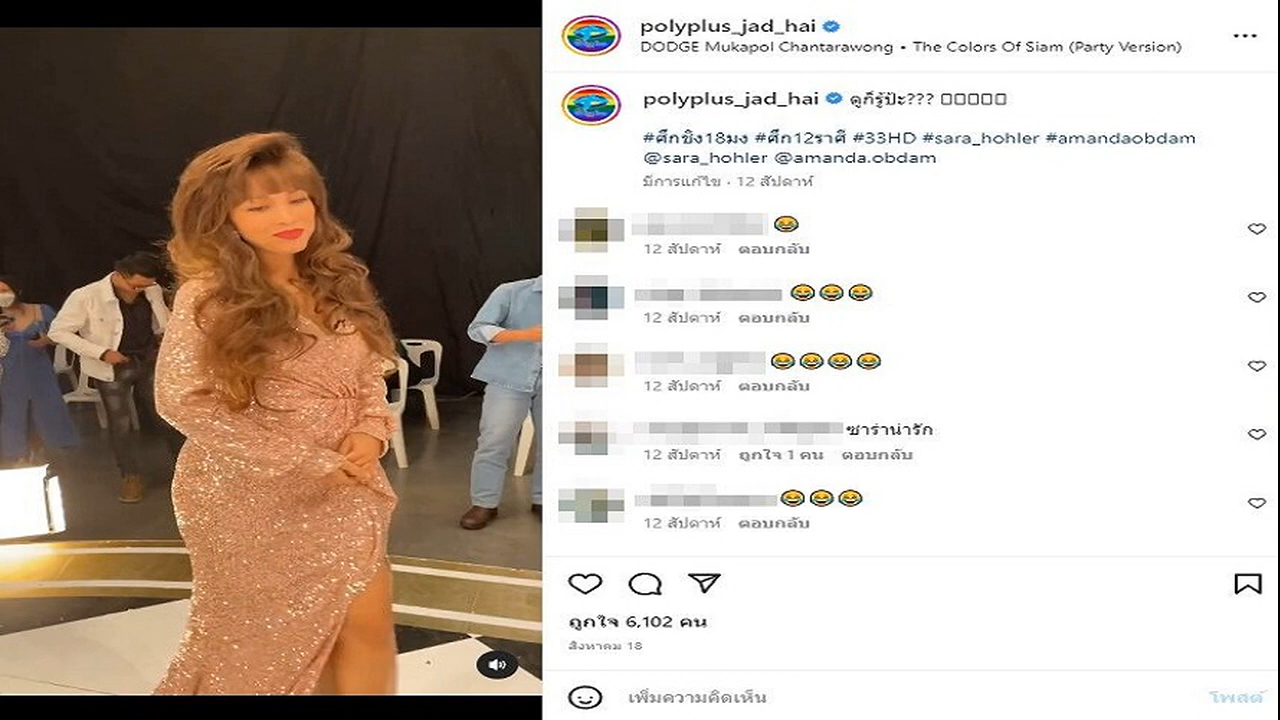 polyplus_jad_hai
DODGE Mukapol Chantarawong • The Colors Of Siam (Party Version)
polyplus_jad_hai ดูก็รู้ป๊ะ???
#ศึกชิง18มง #ศึก12ราศี #33HD #sara_hohler #amandaobdam
@sara_hohler @amanda.obdam
มีการแก้ไข · 12 สัปดาห์
😂
12 สัปดาห์ ตอบกลับ
😂😂😂
12 สัปดาห์ ตอบกลับ
😂😂😂😂
12 สัปดาห์ ตอบกลับ
ซาร่าน่ารัก
12 สัปดาห์ ถูกใจ 1 คน ตอบกลับ
😂😂😂
12 สัปดาห์ ตอบกลับ
ถูกใจ 6,102 คน
สิงหาคม 18
เพิ่มความคิดเห็น
โพสต์